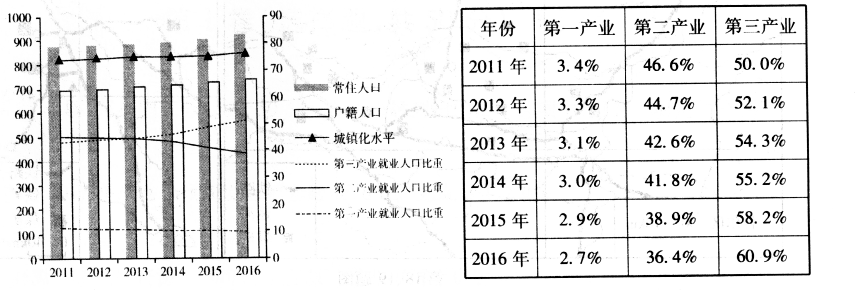 1000
900
800
700
600
500
400
300
200
100
0
90
80
70
60
50
40
30
20
10
0
2011 2012 2013 2014 2015 2016
常住人口
户籍人口
城镇化水平
第三产业就业人口比重
第二产业就业人口比重
第一产业就业人口比重
年份 第一产业 第二产业 第三产业
2011 年 3.4% 46.6% 50.0%
2012 年 3.3% 44.7% 52.1%
2013 年 3.1% 42.6% 54.3%
2014 年 3.0% 41.8% 55.2%
2015 年 2.9% 38.9% 58.2%
2016 年 2.7% 36.4% 60.9%